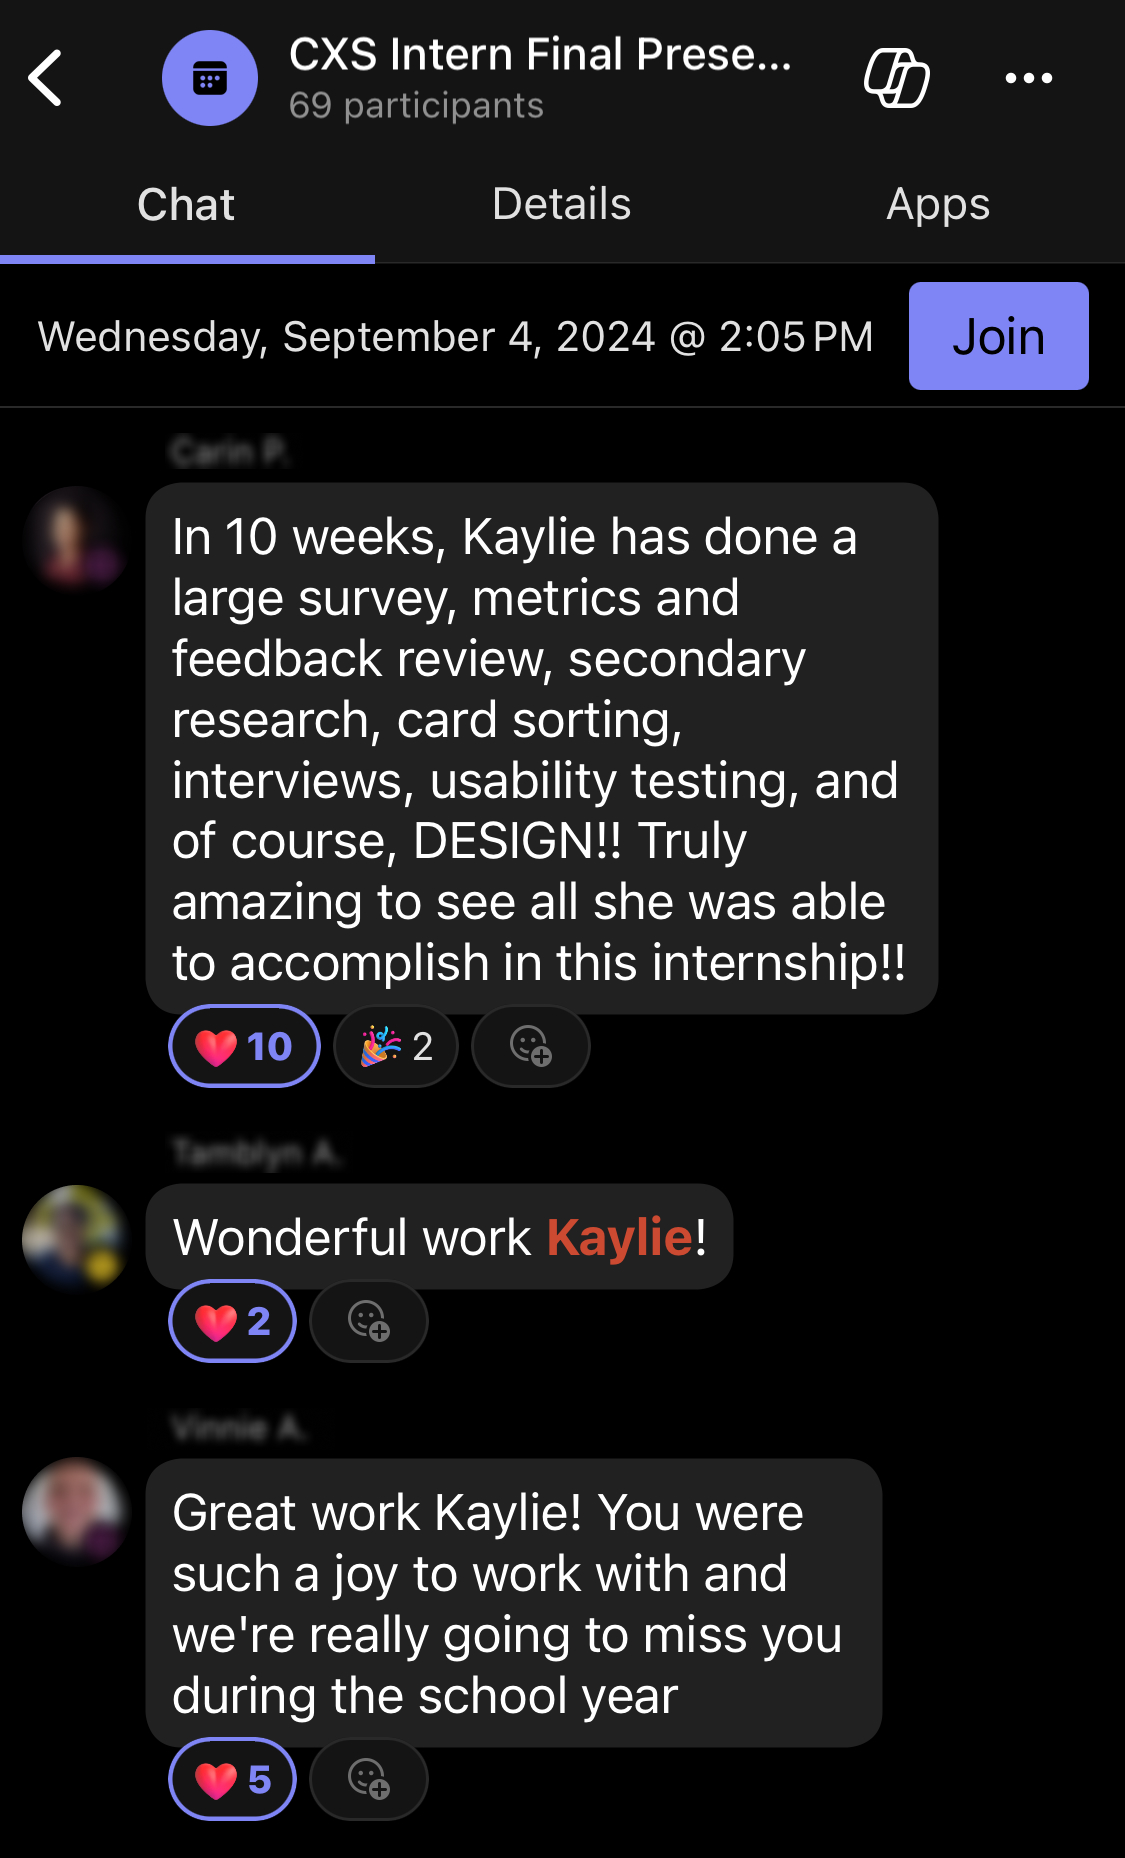 CXS Intern Final Prese...
69 participants
Chat
Details
Apps
Wednesday, September 4, 2024 @ 2:05 PM
Join
Carin P.
In 10 weeks, Kaylie has done a
large survey, metrics and
feedback review, secondary
research, card sorting,
interviews, usability testing, and
of course, DESIGN!! Truly
amazing to see all she was able
to accomplish in this internship!!
10
2
Tamblyn A.
Wonderful work Kaylie!
2
Vinnie A.
Great work Kaylie! You were
such a joy to work with and
we're really going to miss you
during the school year
5